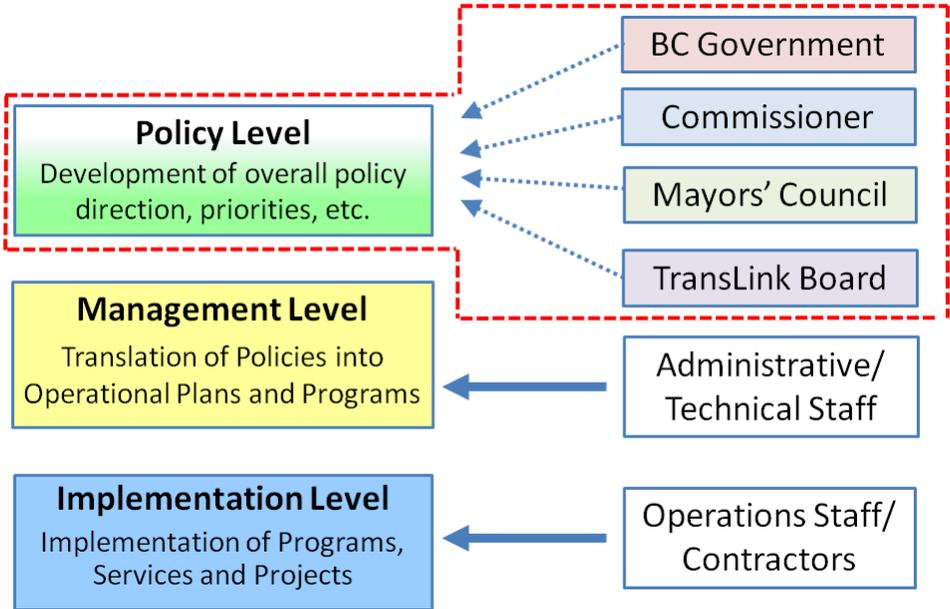 Policy Level
Development of overall policy
direction, priorities, etc.
BC Government
Commissioner
Mayors’ Council
TransLink Board
Management Level
Translation of Policies into
Operational Plans and Programs
Administrative/
Technical Staff
Implementation Level
Implementation of Programs,
Services and Projects
Operations Staff/
Contractors